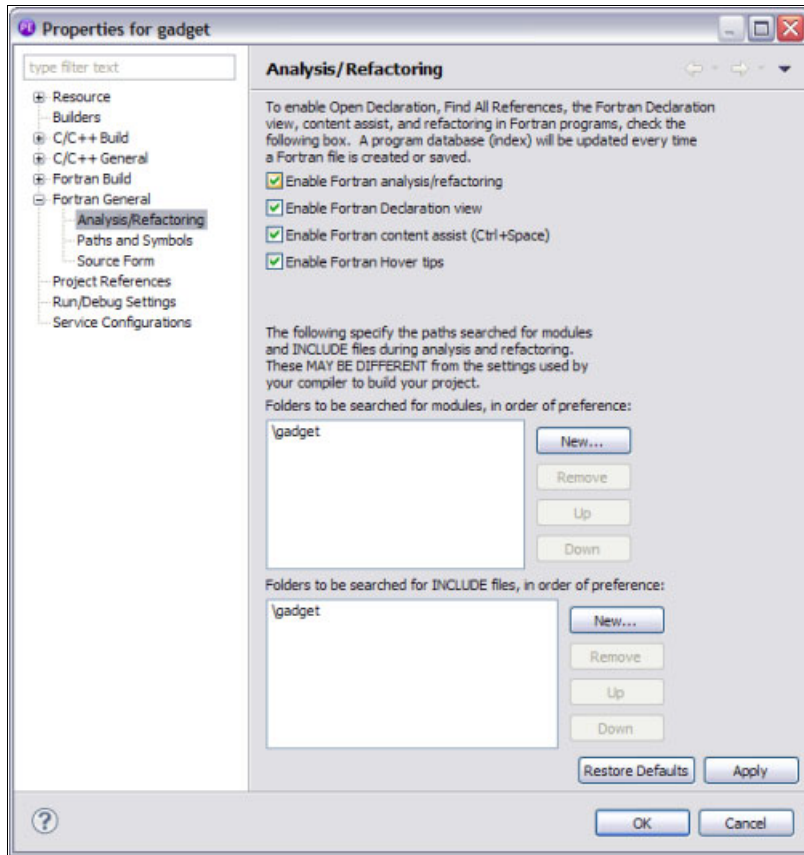 Properties for gadget
type filter text
Resource
Builders
C/C++ Build
C/C++ General
Fortran Build
Fortran General
Analysis/Refactoring
Paths and Symbols
Source Form
Project References
Run/Debug Settings
Service Configurations
Analysis/Refactoring
To enable Open Declaration, Find All References, the Fortran Declaration
view, content assist, and refactoring in Fortran programs, check the
following box. A program database (index) will be updated every time
a Fortran file is created or saved.
Enable Fortran analysis/refactoring
Enable Fortran Declaration view
Enable Fortran content assist (Ctrl+Space)
Enable Fortran Hover tips
The following specify the paths searched for modules
and INCLUDE files during analysis and refactoring.
These MAY BE DIFFERENT from the settings used by
your compiler to build your project.
Folders to be searched for modules, in order of preference:
\gadget
New...
Remove
Up
Down
Folders to be searched for INCLUDE files, in order of preference:
\gadget
New...
Remove
Up
Down
Restore Defaults
Apply
OK
Cancel